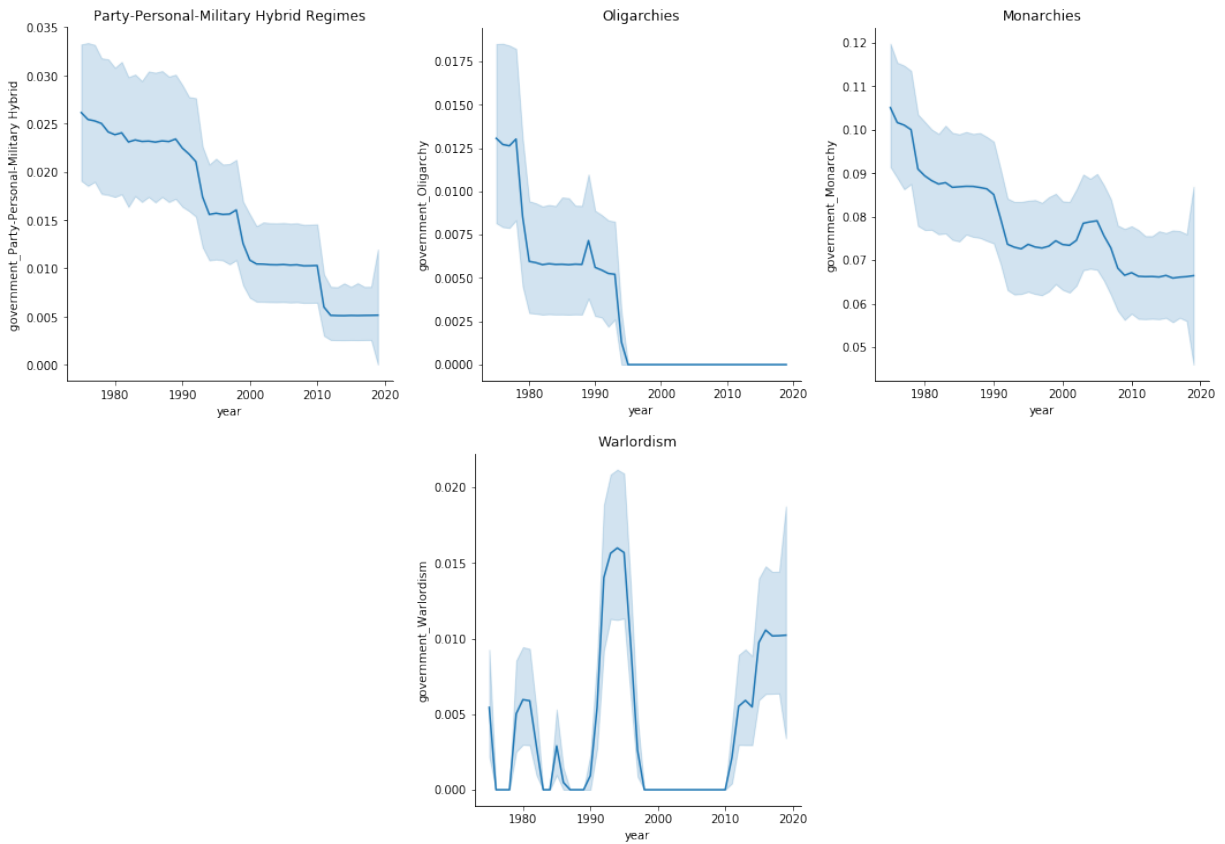 Party-Personal-Military Hybrid Regimes
government_Party-Personal-Military Hybrid
0.035
0.030
0.025
0.020
0.015
0.010
0.005
0.000
1980 1990 2000 2010 2020
year
Oligarchies
government_Oligarchy
0.0175
0.0150
0.0125
0.0100
0.0075
0.0050
0.0025
0.0000
1980 1990 2000 2010 2020
year
Monarchies
government_Monarchy
0.12
0.11
0.10
0.09
0.08
0.07
0.06
0.05
1980 1990 2000 2010 2020
year
Warlordism
government_Warlordism
0.020
0.015
0.010
0.005
0.000
1980 1990 2000 2010 2020
year